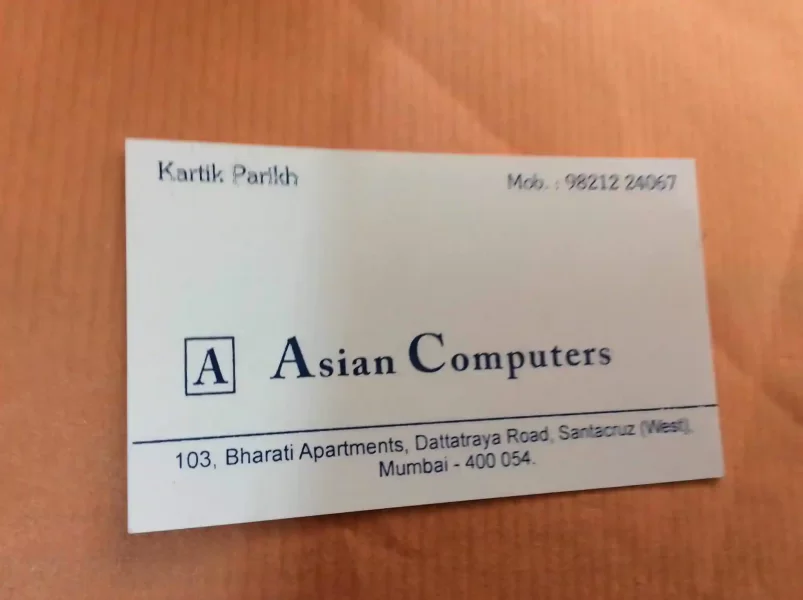 Kartik Parikh
Mob. : 98212 24067
A
Asian Computers
103, Bharati Apartments, Dattatraya Road, Santacruz (West),
Mumbai - 400 054.